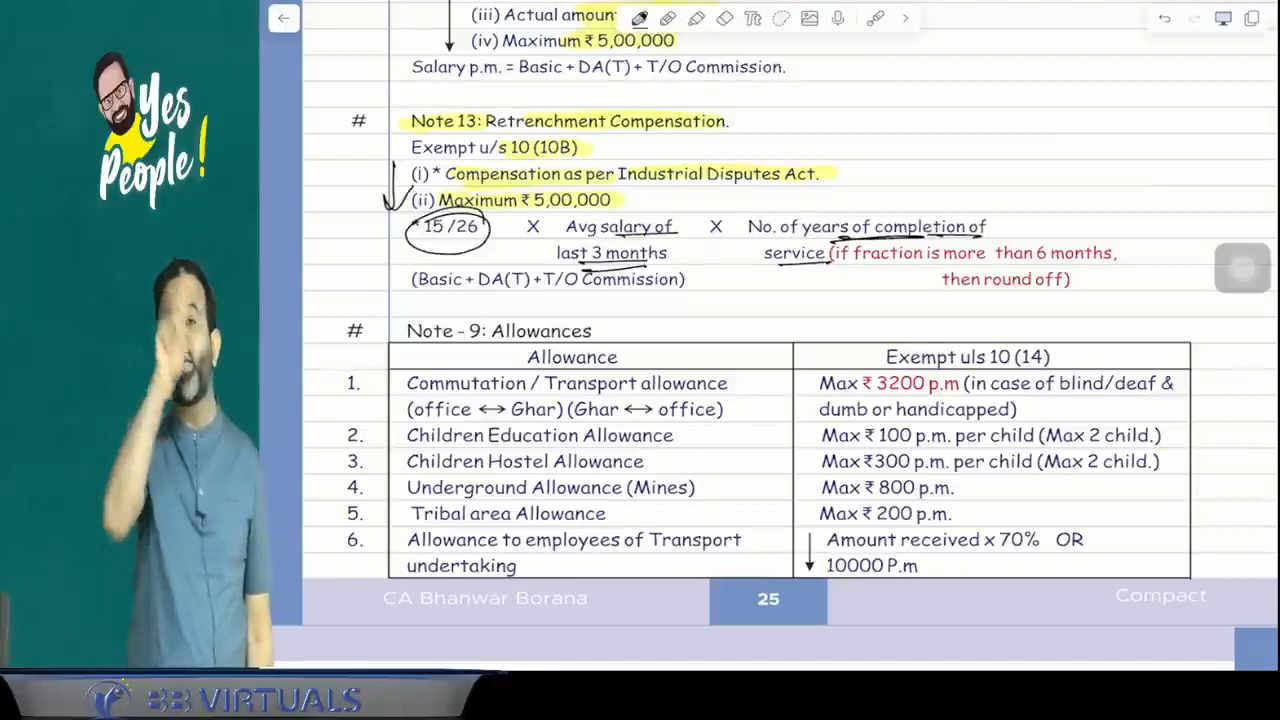 (iii) Actual amount
(iv) Maximum ₹ 5,00,000
Salary p.m. = Basic + DA(T) + T/O Commission.
# Note 13: Retrenchment Compensation.
Exempt u/s 10 (10B)
(i) * Compensation as per Industrial Disputes Act.
(ii) Maximum ₹ 5,00,000
* 15 /26 X Avg salary of X No. of years of completion of
last 3 months service (if fraction is more than 6 months,
(Basic + DA(T) + T/O Commission) then round off)
# Note - 9: Allowances
Allowance Exempt uls 10 (14)
1. Commutation / Transport allowance Max ₹ 3200 p.m (in case of blind/deaf &
(office ↔ Ghar) (Ghar ↔ office) dumb or handicapped)
2. Children Education Allowance Max ₹ 100 p.m. per child (Max 2 child.)
3. Children Hostel Allowance Max ₹300 p.m. per child (Max 2 child.)
4. Underground Allowance (Mines) Max ₹ 800 p.m.
5. Tribal area Allowance Max ₹ 200 p.m.
6. Allowance to employees of Transport Amount received x 70% OR
undertaking 10000 P.m
CA Bhanwar Borana 25 Compact
Yes
People!
BB VIRTUALS